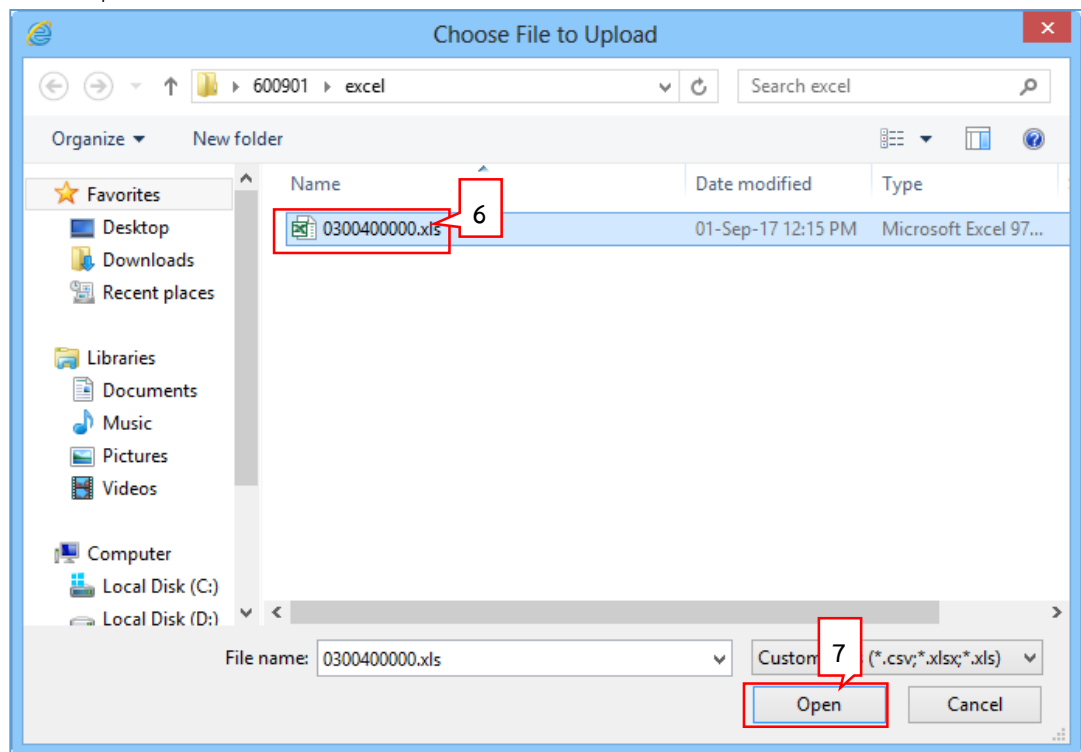 Choose File to Upload
600901 excel
Search excel
Organize New folder
Name Date modified Type
Favorites
0300400000.xls 6 01-Sep-17 12:15 PM Microsoft Excel 97...
Desktop
Downloads
Recent places
Libraries
Documents
Music
Pictures
Videos
Computer
Local Disk (C:)
Local Disk (D:)
File name: 0300400000.xls
(*.csv;*.xlsx;*.xls)
7
Open Cancel